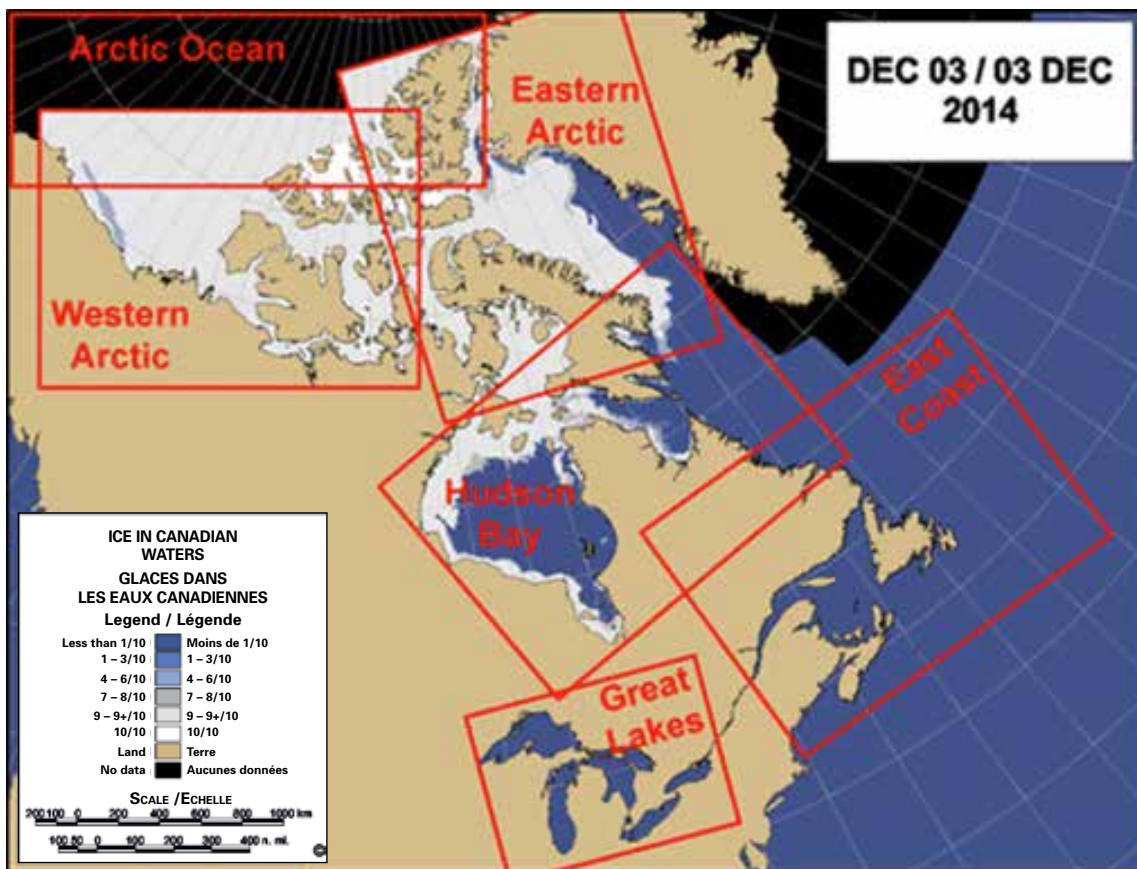 Arctic Ocean
Eastern
Arctic
DEC 03 / 03 DEC
2014
Western
Arctic
East
Coast
Hudson
Bay
Great
Lakes
ICE IN CANADIAN
WATERS
GLACES DANS
LES EAUX CANADIENNES
Legend / Légende
Less than 1/10 Moins de 1/10
1 – 3/10 1 – 3/10
4 – 6/10 4 – 6/10
7 – 8/10 7 – 8/10
9 – 9+/10 9 – 9+/10
10/10 10/10
Land Terre
No data Aucunes données
SCALE /ECHELLE
200 100 0 200 400 600 800 1000 km
100 50 0 100 200 300 400 n. mi.
©